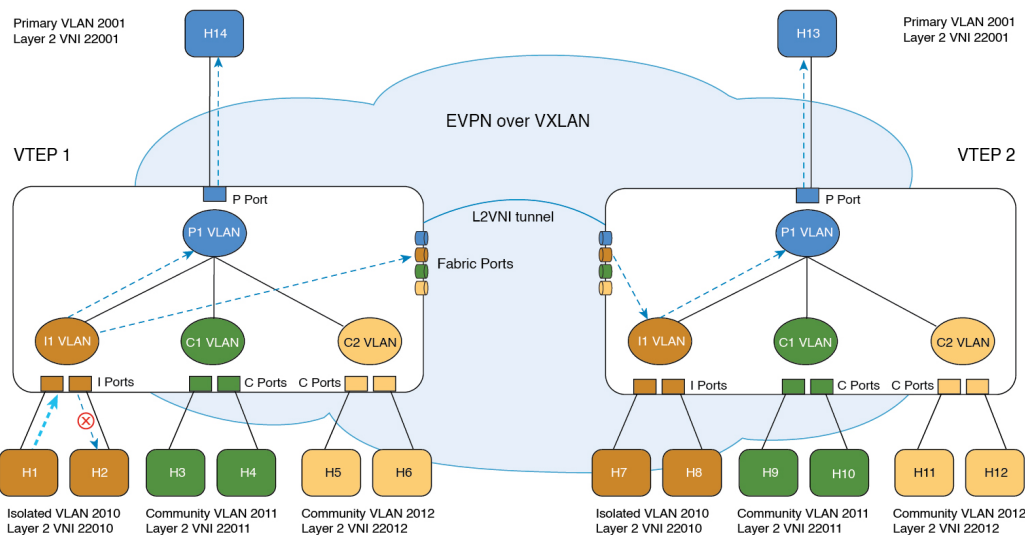 Primary VLAN 2001
Layer 2 VNI 22001
H14
H13
Primary VLAN 2001
Layer 2 VNI 22001
EVPN over VXLAN
VTEP 1
VTEP 2
P Port
P1 VLAN
L2VNI tunnel
Fabric Ports
P Port
P1 VLAN
I1 VLAN
C1 VLAN
C2 VLAN
I1 VLAN
C1 VLAN
C2 VLAN
I Ports
C Ports
C Ports
I Ports
C Ports
C Ports
H1
H2
H3
H4
H5
H6
H7
H8
H9
H10
H11
H12
Isolated VLAN 2010
Layer 2 VNI 22010
Community VLAN 2011
Layer 2 VNI 22011
Community VLAN 2012
Layer 2 VNI 22012
Isolated VLAN 2010
Layer 2 VNI 22010
Community VLAN 2011
Layer 2 VNI 22011
Community VLAN 2012
Layer 2 VNI 22012